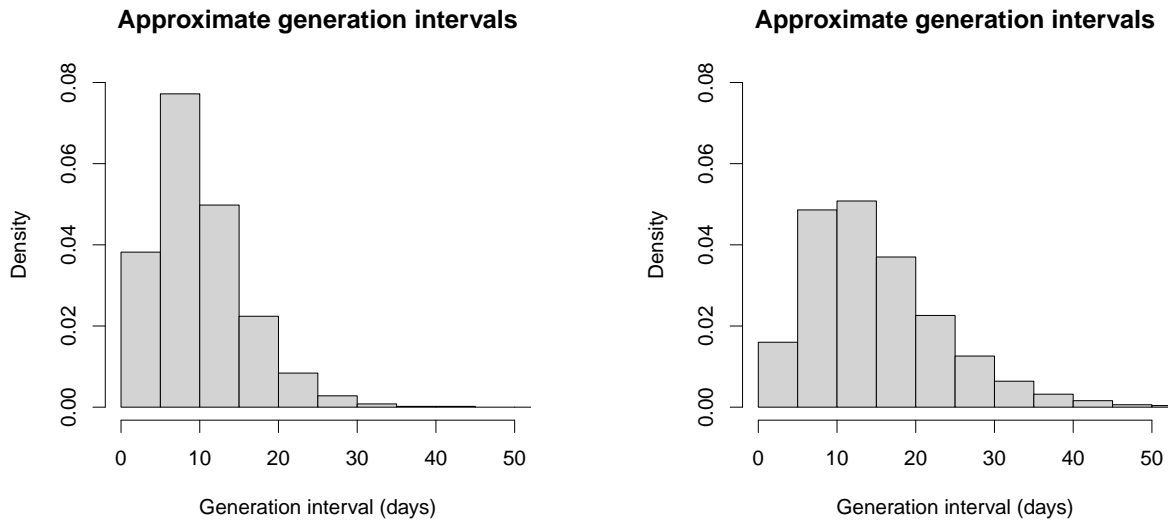 Approximate generation intervals
Density
0.00 0.02 0.04 0.06 0.08
0 10 20 30 40 50
Generation interval (days)
Approximate generation intervals
Density
0.00 0.02 0.04 0.06 0.08
0 10 20 30 40 50
Generation interval (days)